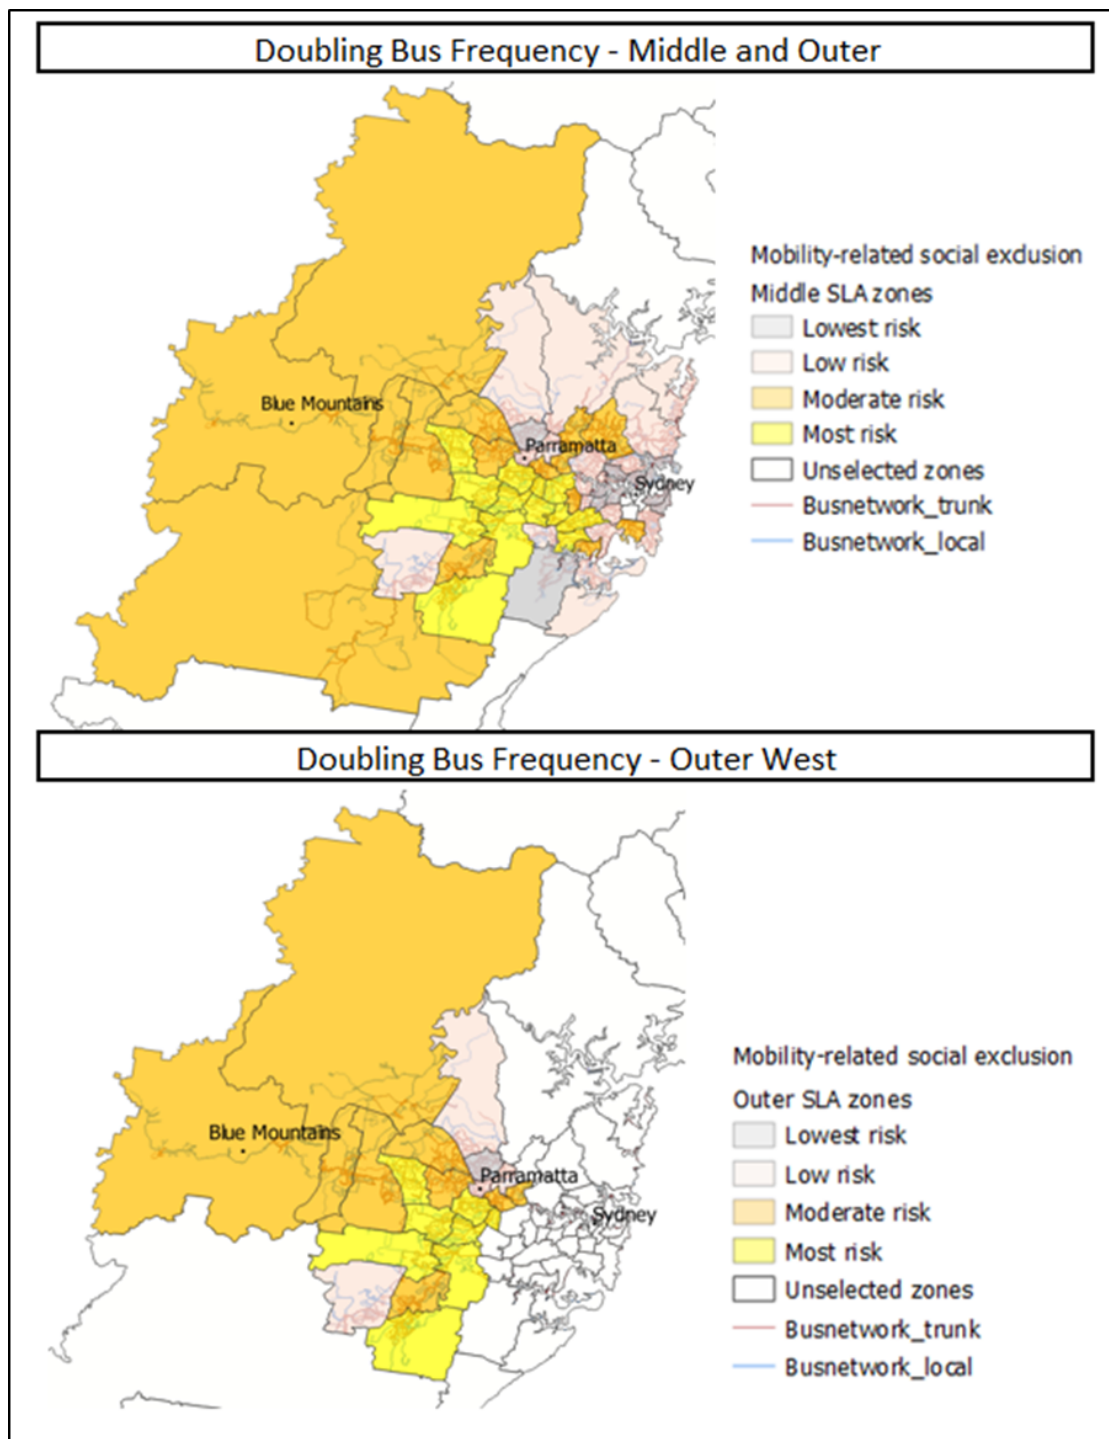 Doubling Bus Frequency - Middle and Outer
Mobility-related social exclusion
Middle SLA zones
Lowest risk
Low risk
Moderate risk
Most risk
Unselected zones
Busnetwork_trunk
Busnetwork_local
Blue Mountains
Parramatta
Sydney
Doubling Bus Frequency - Outer West
Mobility-related social exclusion
Outer SLA zones
Lowest risk
Low risk
Moderate risk
Most risk
Unselected zones
Busnetwork_trunk
Busnetwork_local
Blue Mountains
Parramatta
Sydney